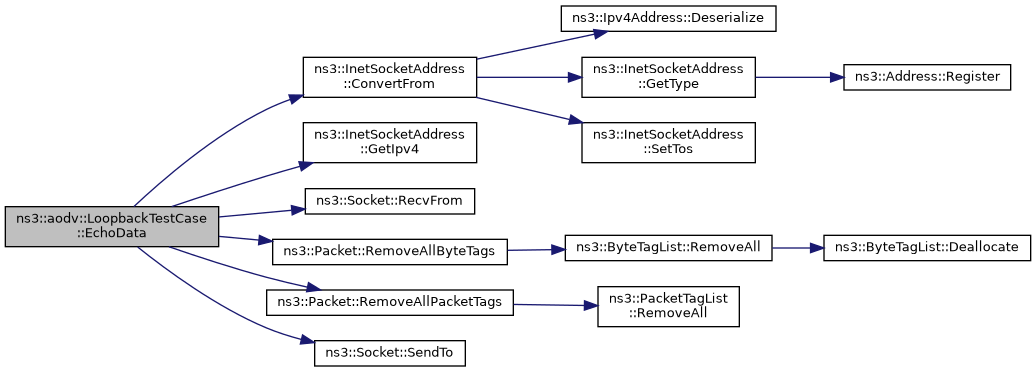 ns3::Ipv4Address::Deserialize
ns3::InetSocketAddress
::ConvertFrom
ns3::InetSocketAddress
::GetType
ns3::Address::Register
ns3::InetSocketAddress
::GetIpv4
ns3::InetSocketAddress
::SetTos
ns3::Socket::RecvFrom
ns3::aodv::LoopbackTestCase
::EchoData
ns3::Packet::RemoveAllByteTags
ns3::ByteTagList::RemoveAll
ns3::ByteTagList::Deallocate
ns3::Packet::RemoveAllPacketTags
ns3::PacketTagList
::RemoveAll
ns3::Socket::SendTo